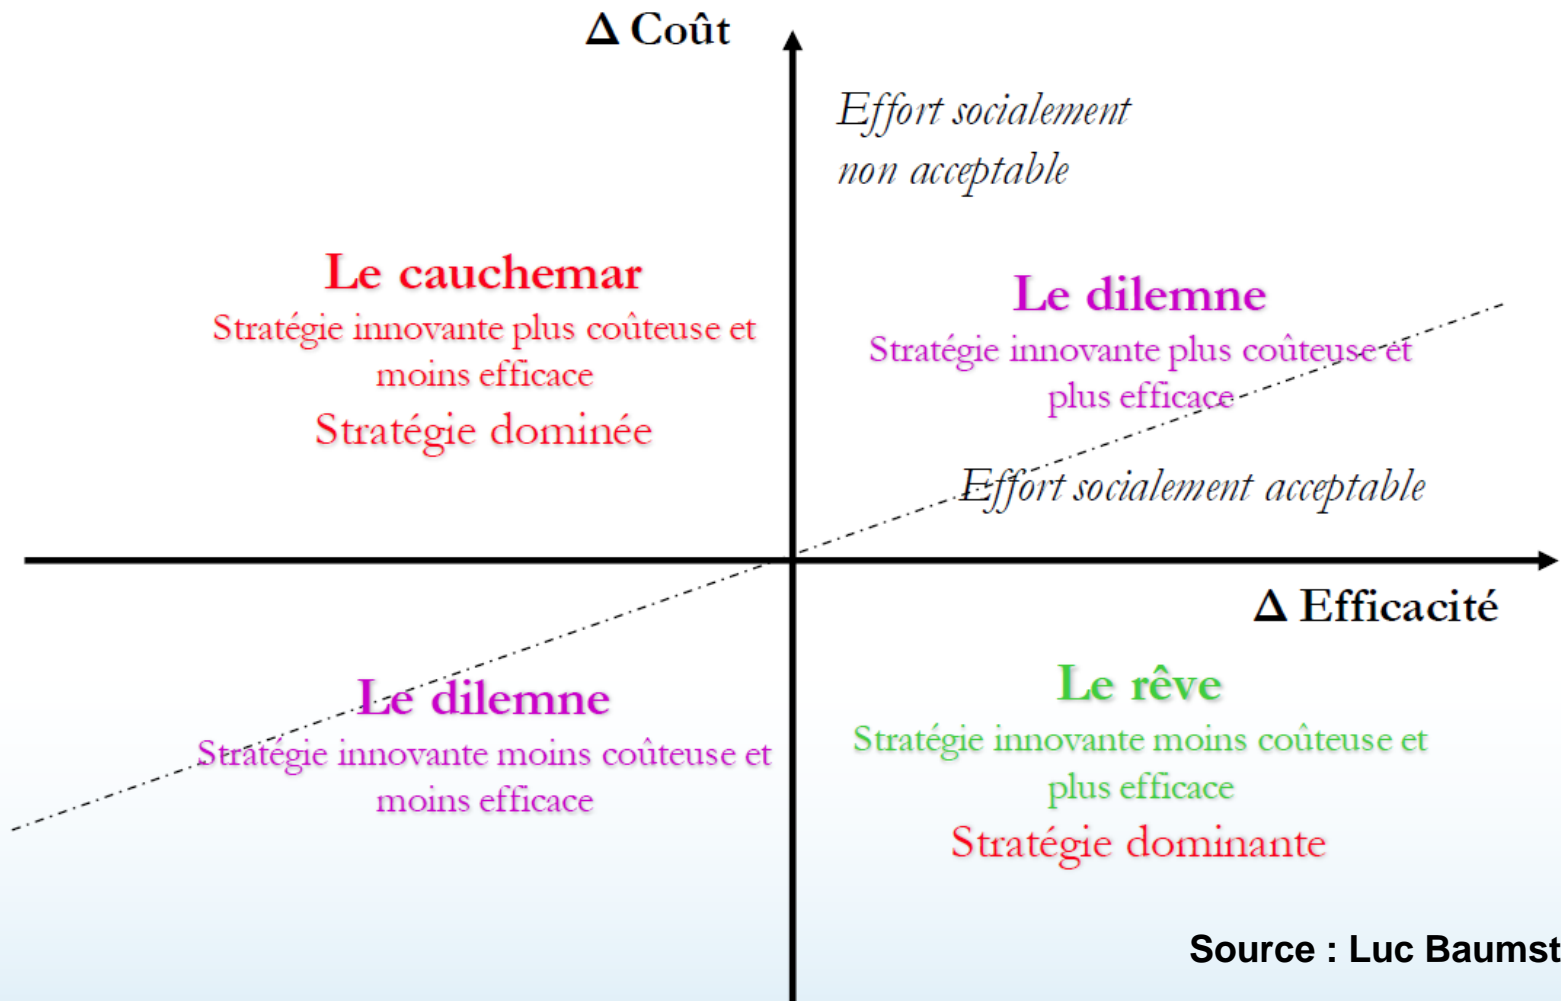 Δ Coût
Effort socialement
non acceptable
Le cauchemar
Stratégie innovante plus coûteuse et
moins efficace
Stratégie dominée
Le dilemne
Stratégie innovante plus coûteuse et
plus efficace
Effort socialement acceptable
Δ Efficacité
Le dilemne
Stratégie innovante moins coûteuse et
moins efficace
Le rêve
Stratégie innovante moins coûteuse et
plus efficace
Stratégie dominante
Source : Luc Baumst